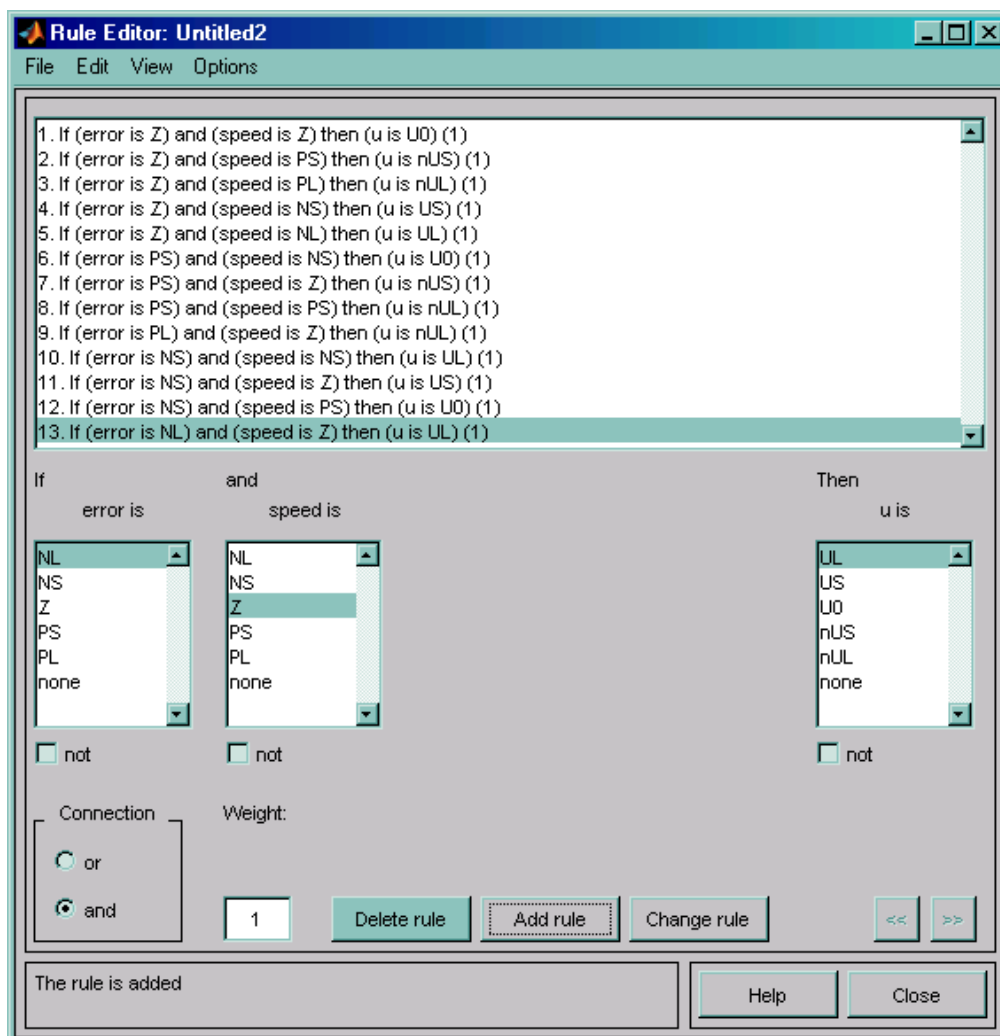 Rule Editor: Untitled2
File Edit View Options
1. If (error is Z) and (speed is Z) then (u is U0) (1)
2. If (error is Z) and (speed is PS) then (u is nUS) (1)
3. If (error is Z) and (speed is PL) then (u is nUL) (1)
4. If (error is Z) and (speed is NS) then (u is US) (1)
5. If (error is Z) and (speed is NL) then (u is UL) (1)
6. If (error is PS) and (speed is NS) then (u is U0) (1)
7. If (error is PS) and (speed is Z) then (u is nUS) (1)
8. If (error is PS) and (speed is PS) then (u is nUL) (1)
9. If (error is PL) and (speed is Z) then (u is nUL) (1)
10. If (error is NS) and (speed is NS) then (u is UL) (1)
11. If (error is NS) and (speed is Z) then (u is US) (1)
12. If (error is NS) and (speed is PS) then (u is U0) (1)
13. If (error is NL) and (speed is Z) then (u is UL) (1)
If and Then
error is speed is u is
NL NL UL
NS NS US
Z Z U0
PS PS nUS
PL PL nUL
none none none
not not not
Connection Weight:
or
and 1 Delete rule Add rule Change rule << >>
The rule is added Help Close